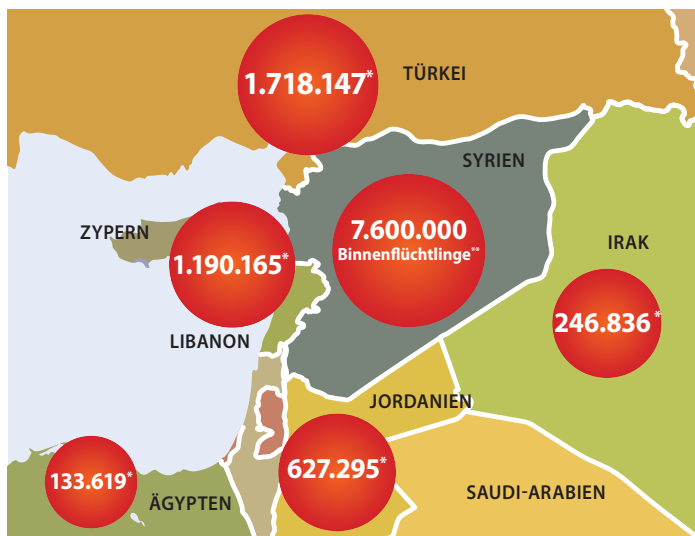 1.718.147*
TÜRKEI
SYRIEN
7.600.000
Binnenflüchtlinge**
ZYPERN
1.190.165*
IRAK
246.836*
LIBANON
JORDANIEN
627.295*
133.619*
ÄGYPTEN
SAUDI-ARABIEN